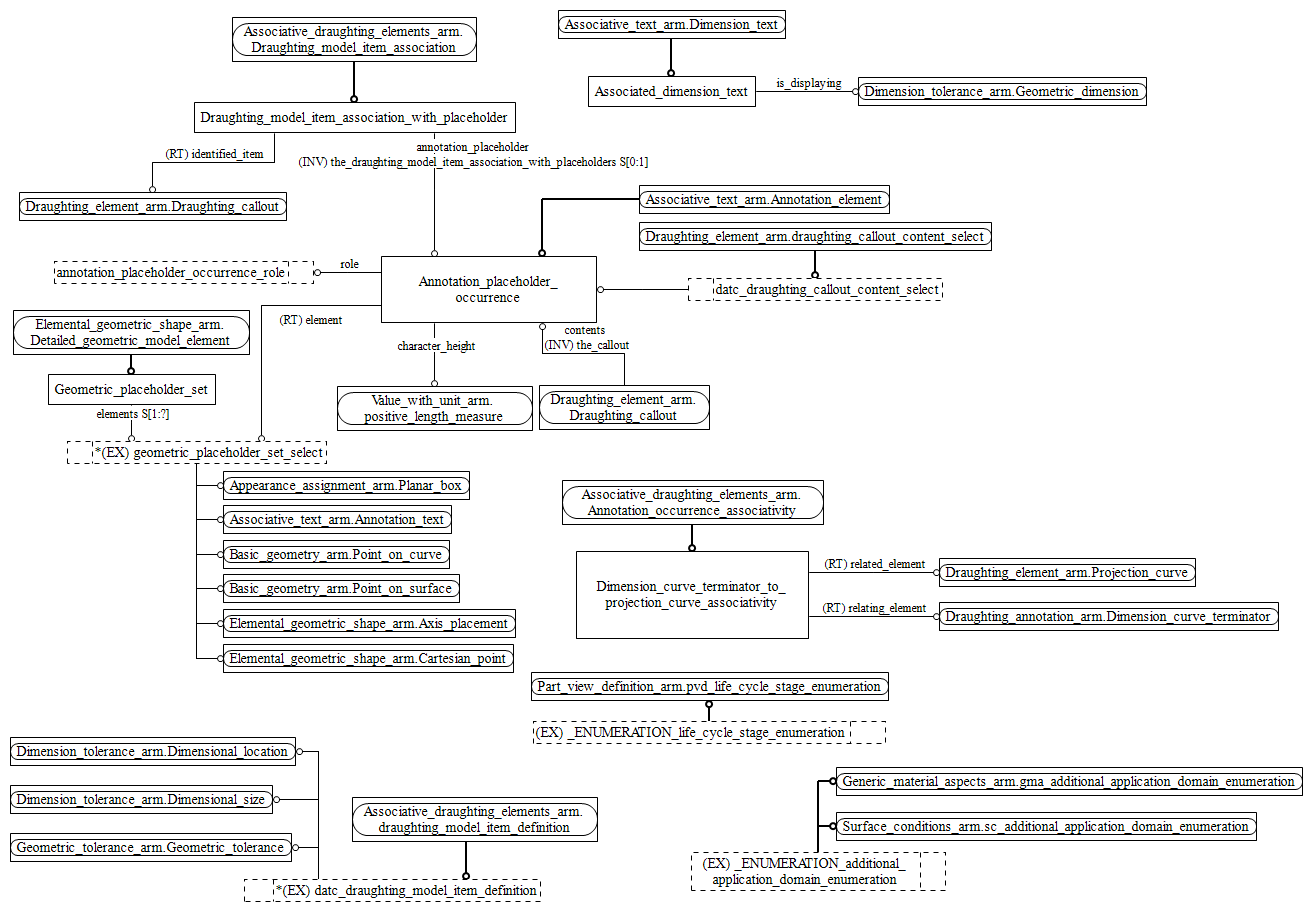 Associative_draughting_elements_arm.
Draughting_model_item_association
Associative_text_arm.Dimension_text
Associated_dimension_text
is_displaying
Dimension_tolerance_arm.Geometric_dimension
Draughting_model_item_association_with_placeholder
(RT) identified_item
annotation_placeholder
(INV) the_draughting_model_item_association_with_placeholders S[0:1]
Draughting_element_arm.Draughting_callout
Associative_text_arm.Annotation_element
Draughting_element_arm.draughting_callout_content_select
annotation_placeholder_occurrence_role
role
Annotation_placeholder_
occurrence
datc_draughting_callout_content_select
(RT) element
Elemental_geometric_shape_arm.
Detailed_geometric_model_element
character_height
contents
(INV) the_callout
Geometric_placeholder_set
elements S[1:?]
Value_with_unit_arm.
positive_length_measure
Draughting_element_arm.
Draughting_callout
*(EX) geometric_placeholder_set_select
Appearance_assignment_arm.Planar_box
Associative_text_arm.Annotation_text
Basic_geometry_arm.Point_on_curve
Basic_geometry_arm.Point_on_surface
Elemental_geometric_shape_arm.Axis_placement
Elemental_geometric_shape_arm.Cartesian_point
Associative_draughting_elements_arm.
Annotation_occurrence_associativity
Dimension_curve_terminator_to_
projection_curve_associativity
(RT) related_element
Draughting_element_arm.Projection_curve
(RT) relating_element
Draughting_annotation_arm.Dimension_curve_terminator
Part_view_definition_arm.pvd_life_cycle_stage_enumeration
(EX) _ENUMERATION_life_cycle_stage_enumeration
Dimension_tolerance_arm.Dimensional_location
Dimension_tolerance_arm.Dimensional_size
Geometric_tolerance_arm.Geometric_tolerance
Associative_draughting_elements_arm.
draughting_model_item_definition
*(EX) datc_draughting_model_item_definition
Generic_material_aspects_arm.gma_additional_application_domain_enumeration
Surface_conditions_arm.sc_additional_application_domain_enumeration
(EX) _ENUMERATION_additional_
application_domain_enumeration